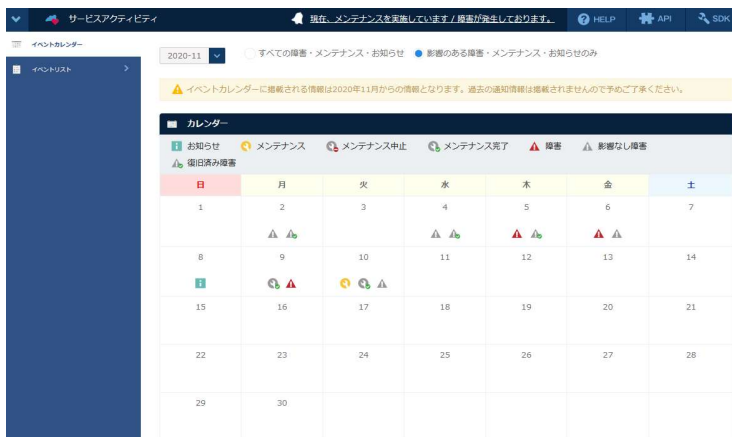 サービスアクティビティ
現在、メンテナンスを実施しています / 障害が発生しております。
HELP
API
SDK
イベントカレンダー
イベントリスト
2020-11
すべての障害・メンテナンス・お知らせ
影響のある障害・メンテナンス・お知らせのみ
イベントカレンダーに掲載される情報は2020年11月からの情報となります。過去の通知情報は掲載されませんので予めご了承ください。
カレンダー
お知らせ メンテナンス メンテナンス中止 メンテナンス完了 障害 影響なし障害
復旧済み障害
日 月 火 水 木 金 土
1 2 3 4 5 6 7
8 9 10 11 12 13 14
15 16 17 18 19 20 21
22 23 24 25 26 27 28
29 30